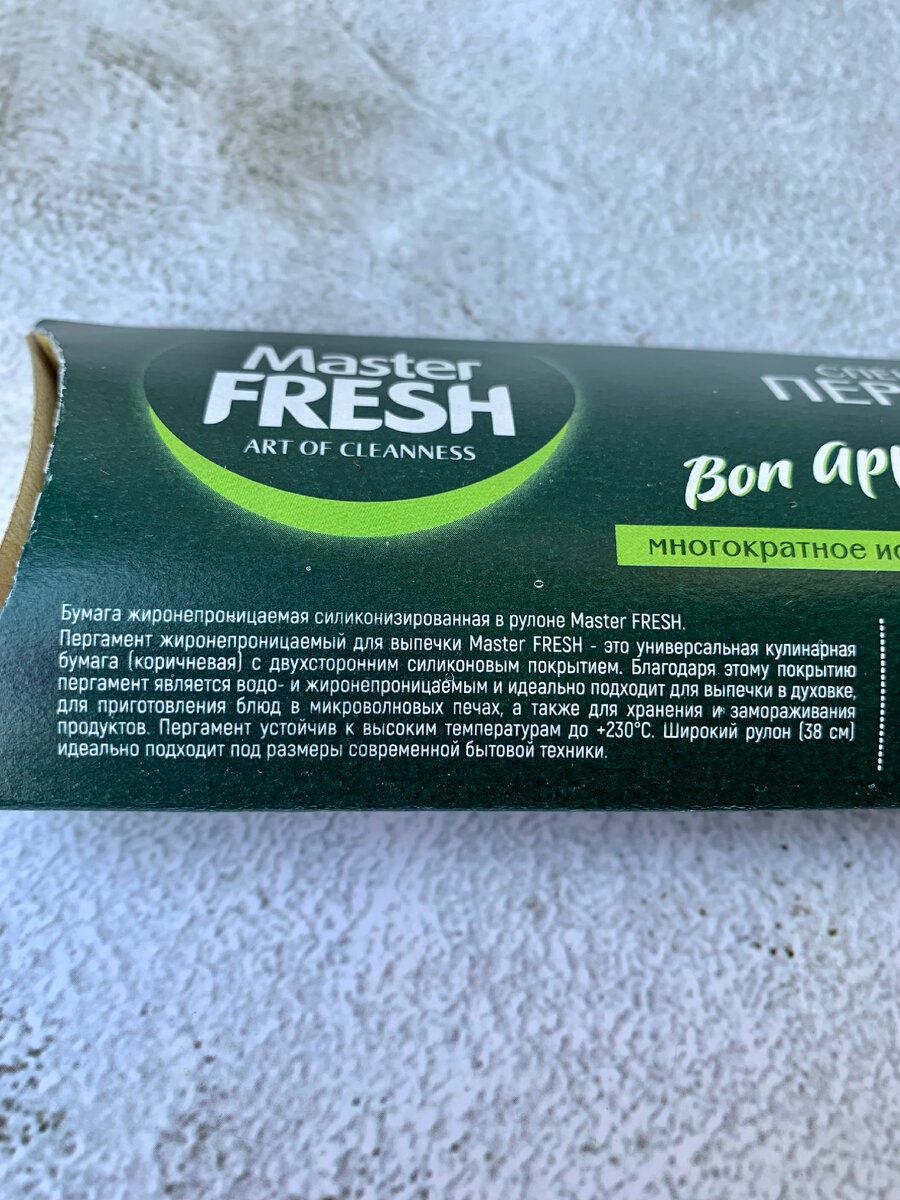 Master
FRESH
ART OF CLEANNESS
Bon
многократное
Бумага жиронепроницаемая силиконизированная в рулоне Master FRESH.
Пергамент жиронепроницаемый для выпечки Master FRESH - это универсальная кулинарная
бумага (коричневая) с двухсторонним силиконовым покрытием. Благодаря этому покрытию
пергамент является водо- и жиронепроницаемым и идеально подходит для выпечки в духовке,
для приготовления блюд в микроволновых печах, а также для хранения и замораживания
продуктов. Пергамент устойчив к высоким температурам до +230°С. Широкий рулон (38 см)
идеально подходит под размеры современной бытовой техники.